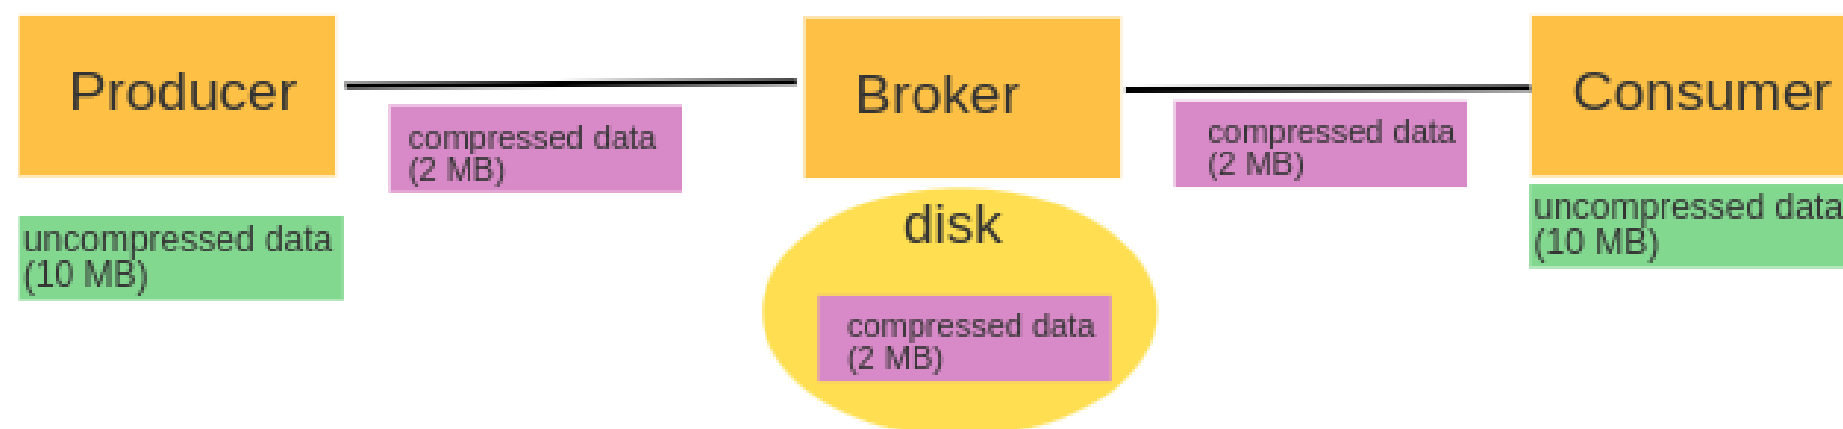 Producer
compressed data
(2 MB)
uncompressed data
(10 MB)
Broker
disk
compressed data
(2 MB)
compressed data
(2 MB)
Consumer
uncompressed data
(10 MB)